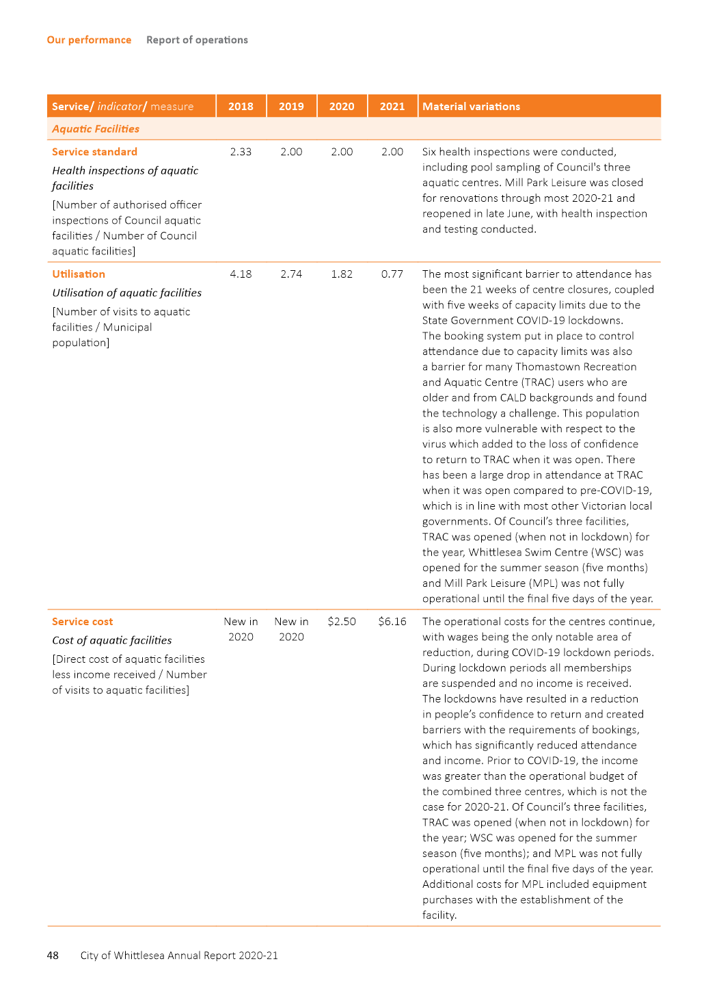 Our performance Report of operations
Service/ indicator/ measure 2018 2019 2020 2021 Material variations
Aquatic Facilities
Service standard 2.33 2.00 2.00 2.00
Health inspections of aquatic
facilities
[Number of authorised officer
inspections of Council aquatic
facilities / Number of Council
aquatic facilities]
Six health inspections were conducted,
including pool sampling of Council's three
aquatic centres. Mill Park Leisure was closed
for renovations through most 2020-21 and
reopened in late June, with health inspection
and testing conducted.
Utilisation 4.18 2.74 1.82 0.77
Utilisation of aquatic facilities
[Number of visits to aquatic
facilities / Municipal
population]
The most significant barrier to attendance has
been the 21 weeks of centre closures, coupled
with five weeks of capacity limits due to the
State Government COVID-19 lockdowns.
The booking system put in place to control
attendance due to capacity limits was also
a barrier for many Thomastown Recreation
and Aquatic Centre (TRAC) users who are
older and from CALD backgrounds and found
the technology a challenge. This population
is also more vulnerable with respect to the
virus which added to the loss of confidence
to return to TRAC when it was open. There
has been a large drop in attendance at TRAC
when it was open compared to pre-COVID-19,
which is in line with most other Victorian local
governments. Of Council’s three facilities,
TRAC was opened (when not in lockdown) for
the year, Whittlesea Swim Centre (WSC) was
opened for the summer season (five months)
and Mill Park Leisure (MPL) was not fully
operational until the final five days of the year.
Service cost New in New in $2.50 $6.16
2020 2020
Cost of aquatic facilities
[Direct cost of aquatic facilities
less income received / Number
of visits to aquatic facilities]
The operational costs for the centres continue,
with wages being the only notable area of
reduction, during COVID-19 lockdown periods.
During lockdown periods all memberships
are suspended and no income is received.
The lockdowns have resulted in a reduction
in people’s confidence to return and created
barriers with the requirements of bookings,
which has significantly reduced attendance
and income. Prior to COVID-19, the income
was greater than the operational budget of
the combined three centres, which is not the
case for 2020-21. Of Council’s three facilities,
TRAC was opened (when not in lockdown) for
the year; WSC was opened for the summer
season (five months); and MPL was not fully
operational until the final five days of the year.
Additional costs for MPL included equipment
purchases with the establishment of the
facility.
48 City of Whittlesea Annual Report 2020-21